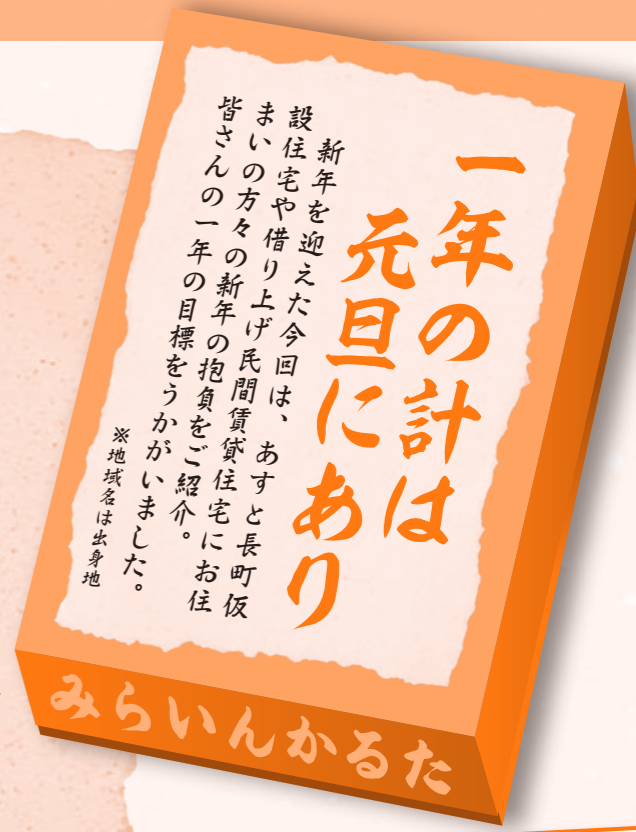 一年の計は
元旦にあり
新年を迎えた今回は、あすと長町仮
設住宅や借り上げ民間賃貸住宅にお住
まいの方々の新年の抱負をご紹介。
皆さんの一年の目標をうかがいました。
※地域名は出身地
みらいんかるた